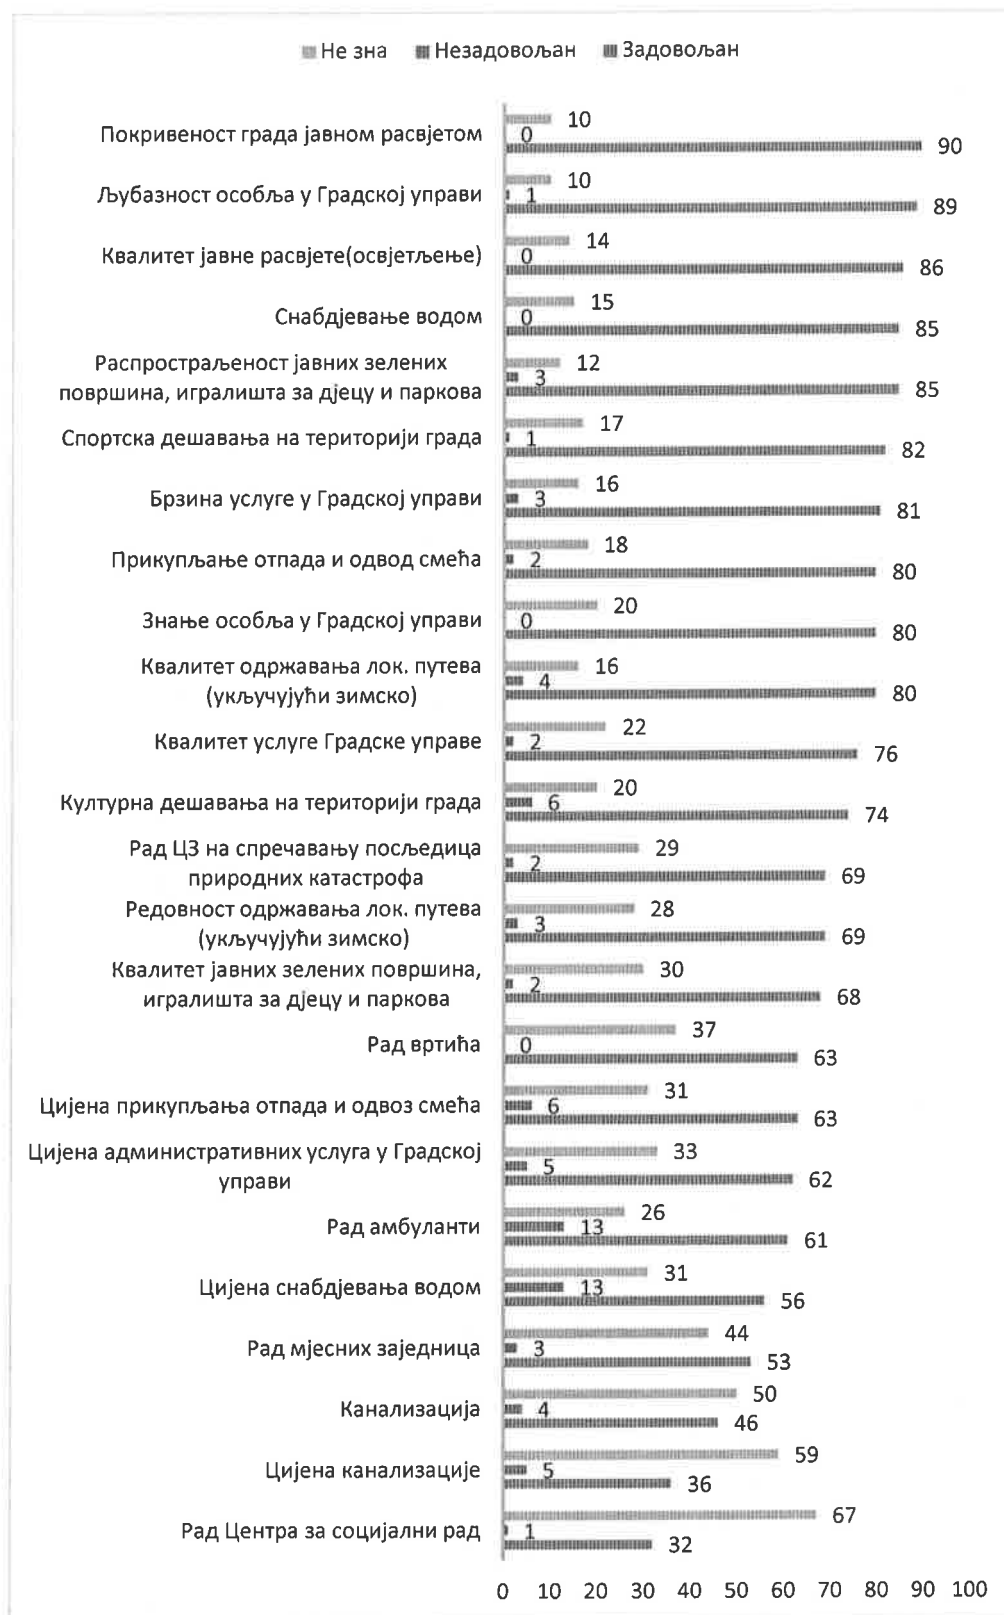 Не зна Незадовољан Задовољан
Покривеност града јавном расвјетом 10 0 90
Љубазност особља у Градској управи 10 1 89
Квалитет јавне расвјете(освјетљење) 14 0 86
Снабдјевање водом 15 0 85
Распростраљеност јавних зелених
површина, игралишта за дјецу и паркова 12 3 85
Спортска дешавања на територији града 17 1 82
Брзина услуге у Градској управи 16 3 81
Прикупљање отпада и одвод смећа 18 2 80
Знање особља у Градској управи 20 0 80
Квалитет одржавања лок. путева
(укључујући зимско) 16 4 80
Квалитет услуге Градске управе 22 2 76
Културна дешавања на територији града 20 6 74
Рад ЦЗ на спречавању посљедица
природних катастрофа 29 2 69
Редовност одржавања лок. путева
(укључујући зимско) 28 3 69
Квалитет јавних зелених површина,
игралишта за дјецу и паркова 30 2 68
Рад вртића 37 0 63
Цијена прикупљања отпада и одвоз смећа 31 6 63
Цијена административних услуга у Градској
управи 33 5 62
Рад амбуланти 26 13 61
Цијена снабдјевања водом 31 13 56
Рад мјесних заједница 44 3 53
Канализација 50 4 46
Цијена канализације 59 5 36
Рад Центра за социјални рад 67 1 32
0 10 20 30 40 50 60 70 80 90 100